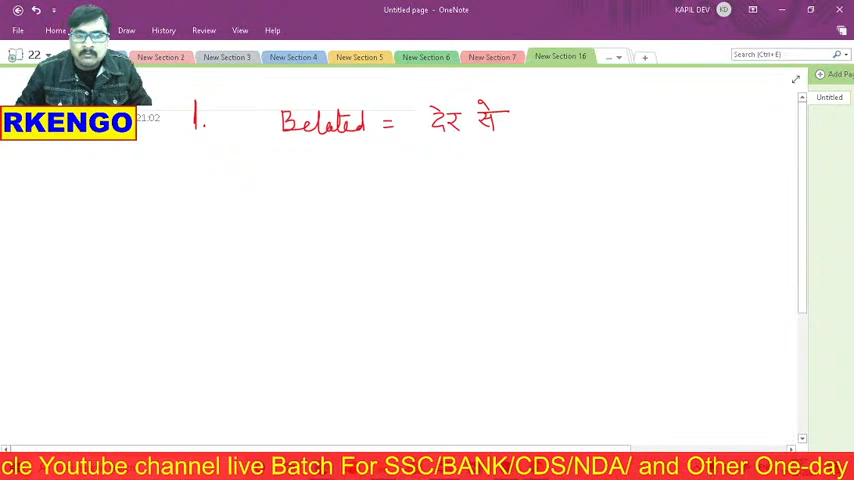 Untitled page - OneNote
KAPIL DEV KD
File Home Draw History Review View Help
22 New Section 2 New Section 3 New Section 4 New Section 5 New Section 6 New Section 7 New Section 16 Search (Ctrl+E)
Add Pa
Untitled
21:02
RKENGO
1. Belated = देर से
cle Youtube channel live Batch For SSC/BANK/CDS/NDA/ and Other One-day